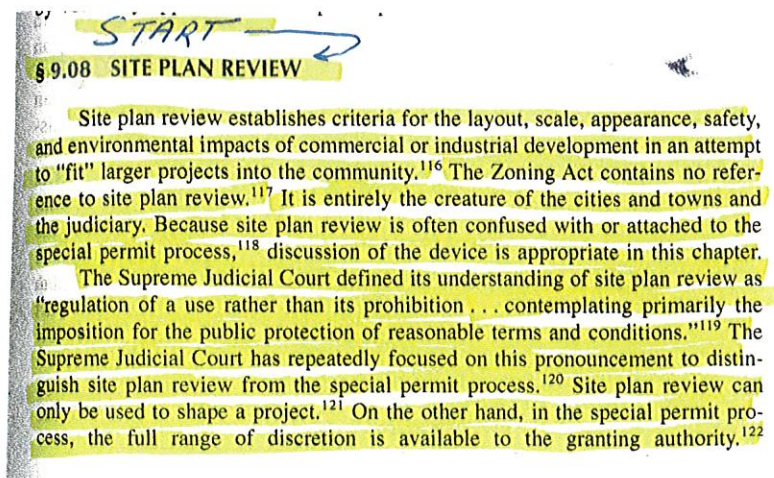 START
§ 9.08 SITE PLAN REVIEW
Site plan review establishes criteria for the layout, scale, appearance, safety,
and environmental impacts of commercial or industrial development in an attempt
to "fit" larger projects into the community.116 The Zoning Act contains no refer-
ence to site plan review.117 It is entirely the creature of the cities and towns and
the judiciary. Because site plan review is often confused with or attached to the
special permit process,118 discussion of the device is appropriate in this chapter.
The Supreme Judicial Court defined its understanding of site plan review as
"regulation of a use rather than its prohibition . . . contemplating primarily the
imposition for the public protection of reasonable terms and conditions."119 The
Supreme Judicial Court has repeatedly focused on this pronouncement to distin-
guish site plan review from the special permit process.120 Site plan review can
only be used to shape a project.121 On the other hand, in the special permit pro-
cess, the full range of discretion is available to the granting authority.122